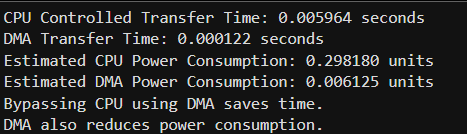 CPU Controlled Transfer Time: 0.005964 seconds
DMA Transfer Time: 0.000122 seconds
Estimated CPU Power Consumption: 0.298180 units
Estimated DMA Power Consumption: 0.006125 units
Bypassing CPU using DMA saves time.
DMA also reduces power consumption.